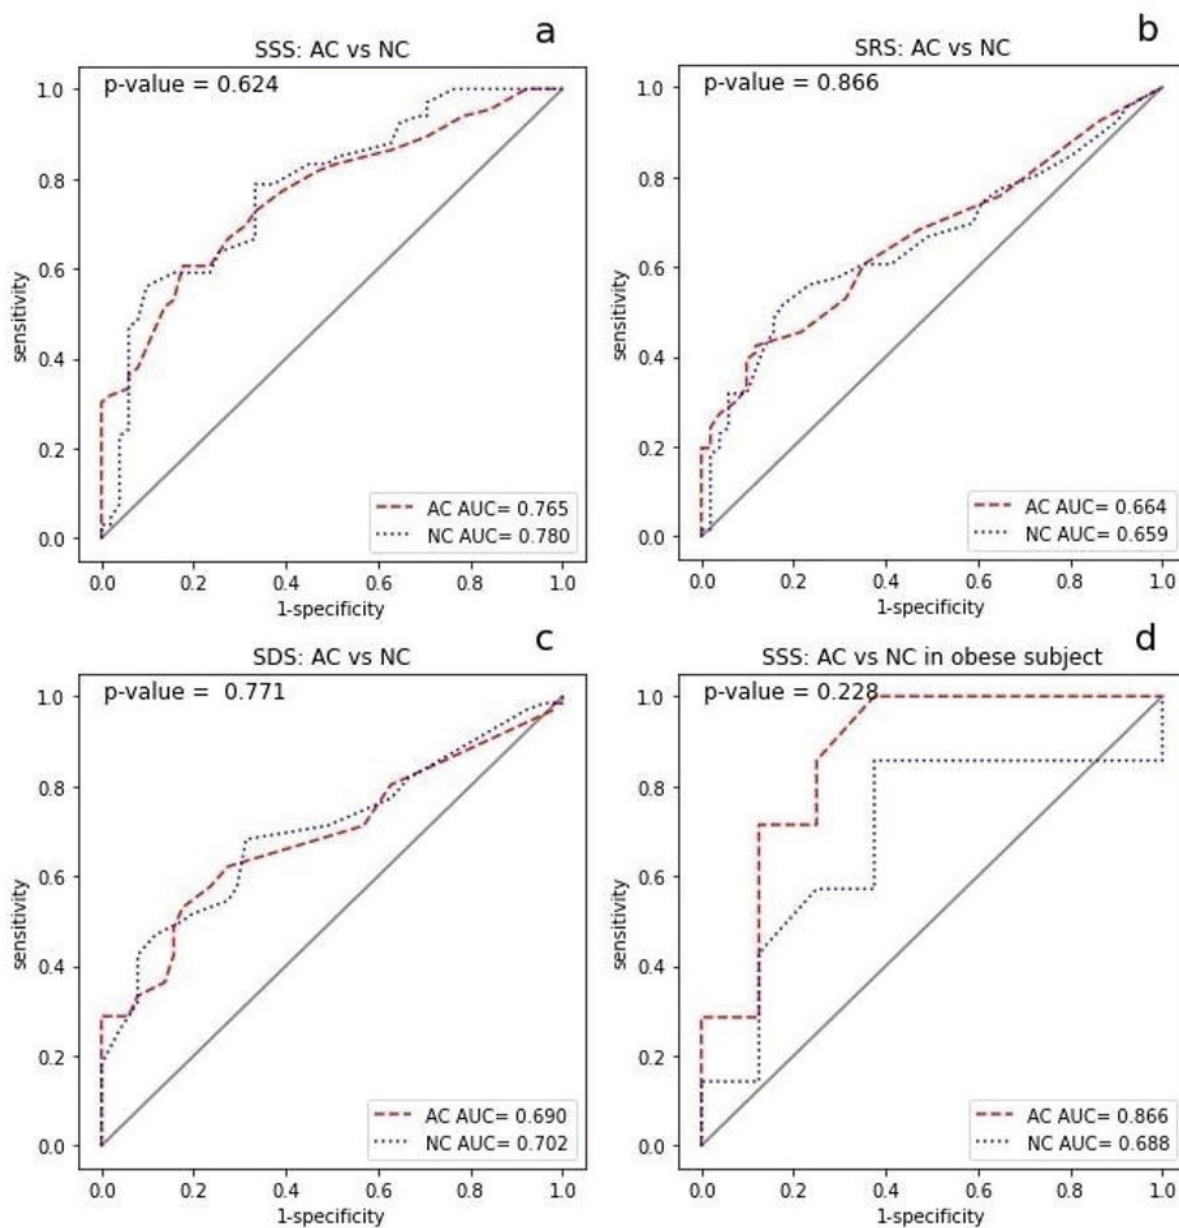 a
SSS: AC vs NC
p-value = 0.624
1.0
0.8
0.6
0.4
0.2
0.0
sensitivity
AC AUC= 0.765
NC AUC= 0.780
0.0 0.2 0.4 0.6 0.8 1.0
1-specificity
b
SRS: AC vs NC
p-value = 0.866
1.0
0.8
0.6
0.4
0.2
0.0
sensitivity
AC AUC= 0.664
NC AUC= 0.659
0.0 0.2 0.4 0.6 0.8 1.0
1-specificity
c
SDS: AC vs NC
p-value = 0.771
1.0
0.8
0.6
0.4
0.2
0.0
sensitivity
AC AUC= 0.690
NC AUC= 0.702
0.0 0.2 0.4 0.6 0.8 1.0
1-specificity
d
SSS: AC vs NC in obese subject
p-value = 0.228
1.0
0.8
0.6
0.4
0.2
0.0
sensitivity
AC AUC= 0.866
NC AUC= 0.688
0.0 0.2 0.4 0.6 0.8 1.0
1-specificity